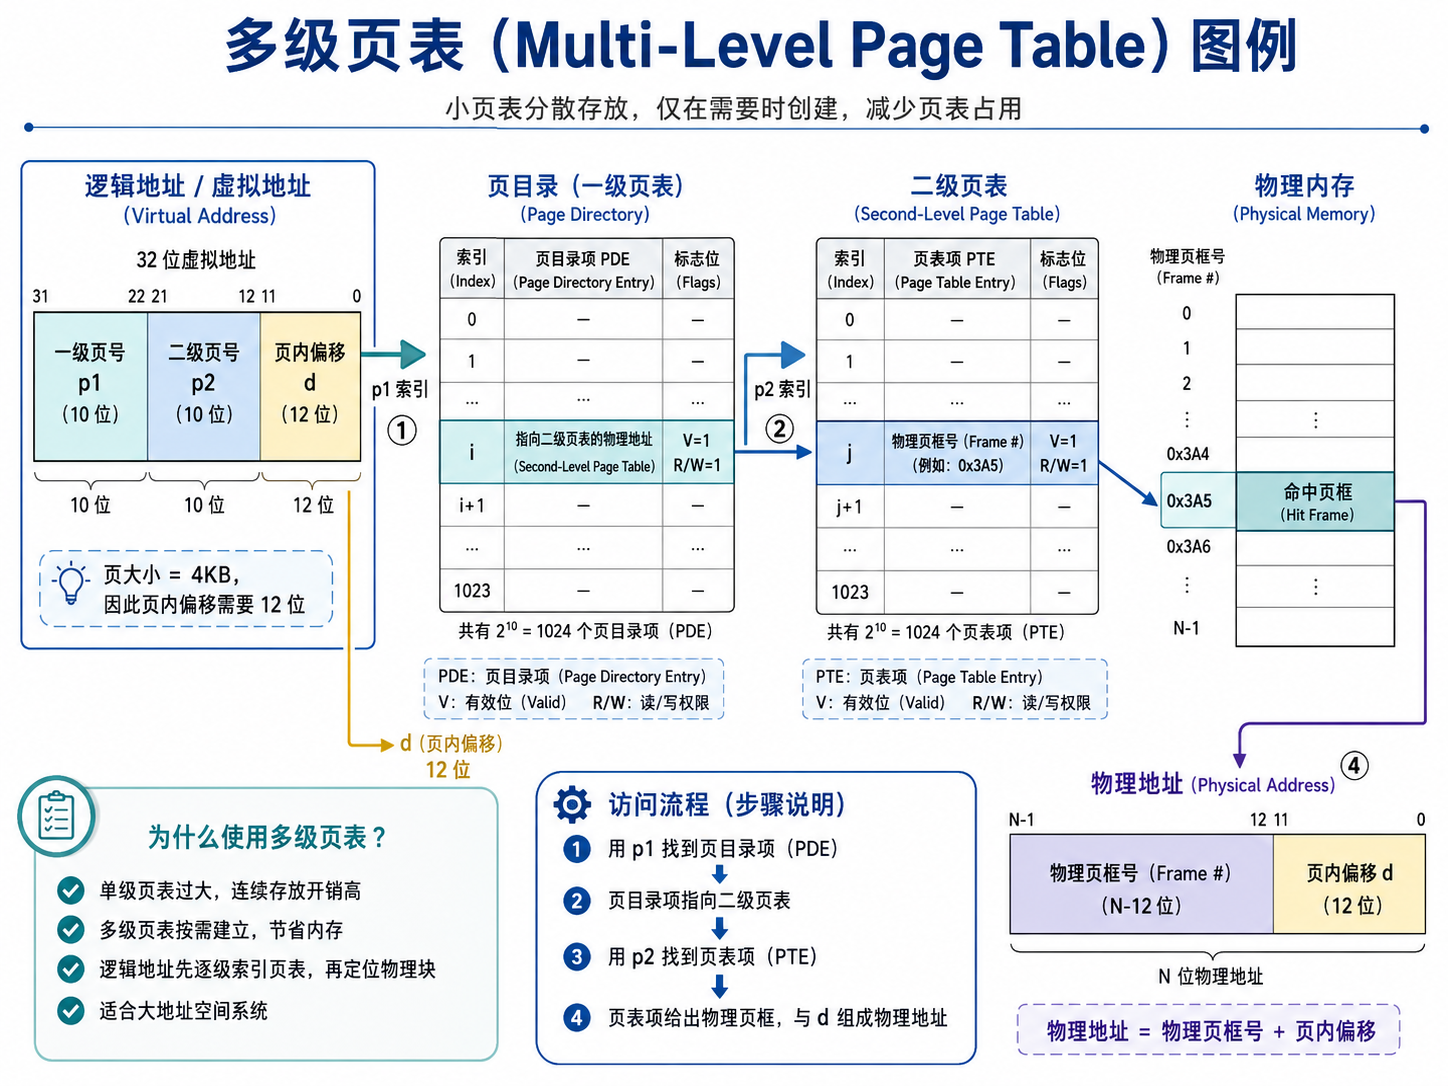 多级页表（Multi-Level Page Table）图例
小页表分散存放，仅在需要时创建，减少页表占用
逻辑地址 / 虚拟地址
（Virtual Address）
32 位虚拟地址
31 22 21 12 11 0
一级页号 二级页号 页内偏移
p1 p2 d
（10 位） （10 位） （12 位）
10 位 10 位 12 位
页大小 = 4KB，
因此页内偏移需要 12 位
p1 索引
①
d（页内偏移）
12 位
页目录（一级页表）
（Page Directory）
索引 页目录项 PDE 标志位
（Index） （Page Directory Entry） （Flags）
0 — —
1 — —
... ... ...
i 指向二级页表的物理地址 V=1
（Second-Level Page Table） R/W=1
i+1 — —
... ... ...
1023 — —
共有 2¹⁰ = 1024 个页目录项（PDE）
PDE：页目录项（Page Directory Entry）
V：有效位（Valid） R/W：读/写权限
p2 索引
②
二级页表
（Second-Level Page Table）
索引 页表项 PTE 标志位
（Index） （Page Table Entry） （Flags）
0 — —
1 — —
... ... ...
j 物理页框号（Frame #） V=1
（例如：0x3A5） R/W=1
j+1 — —
... ... ...
1023 — —
共有 2¹⁰ = 1024 个页表项（PTE）
PTE：页表项（Page Table Entry）
V：有效位（Valid） R/W：读/写权限
物理内存
（Physical Memory）
物理页框号
（Frame #）
0
1
2
⋮ ⋮
0x3A4
0x3A5 命中页框
（Hit Frame）
0x3A6
⋮ ⋮
N-1
为什么使用多级页表？
单级页表过大，连续存放开销高
多级页表按需建立，节省内存
逻辑地址先逐级索引页表，再定位物理块
适合大地址空间系统
访问流程（步骤说明）
1 用 p1 找到页目录项（PDE）
2 页目录项指向二级页表
3 用 p2 找到页表项（PTE）
4 页表项给出物理页框，与 d 组成物理地址
物理地址（Physical Address） ④
N-1 12 11 0
物理页框号（Frame #） 页内偏移 d
（N-12 位） （12 位）
N 位物理地址
物理地址 = 物理页框号 + 页内偏移